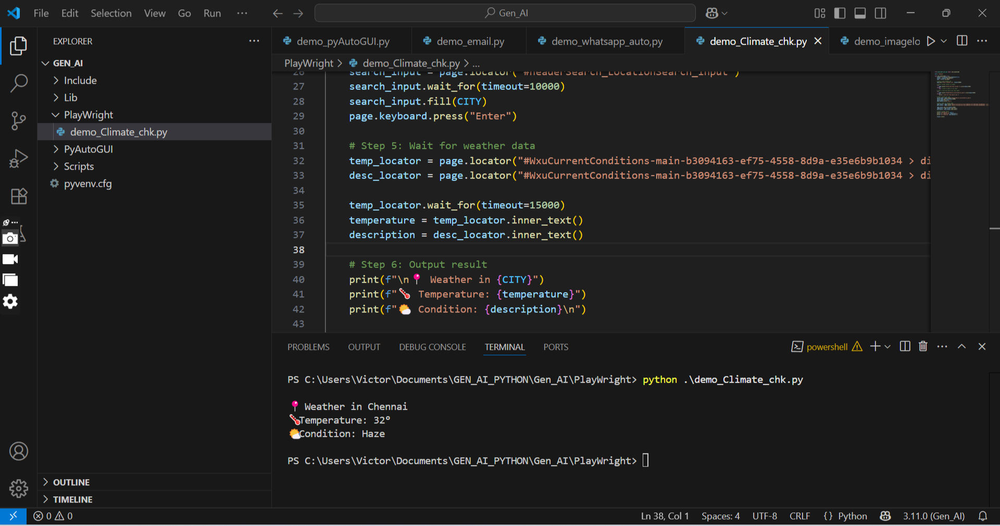 File Edit Selection View Go Run ··· Gen_AI
EXPLORER ···
GEN_AI
Include
Lib
PlayWright
demo_Climate_chk.py
PyAutoGUI
Scripts
pyvenv.cfg
OUTLINE
TIMELINE
demo_pyAutoGUI.py demo_email.py demo_whatsapp_auto,py demo_Climate_chk.py demo_imagelo ···
PlayWright > demo_Climate_chk.py > ...
26 search_input = page.locator("#HeaderSearch_LocationSearch_input")
27 search_input.wait_for(timeout=10000)
28 search_input.fill(CITY)
29 page.keyboard.press("Enter")
30
31 # Step 5: Wait for weather data
32 temp_locator = page.locator("#WxuCurrentConditions-main-b3094163-ef75-4558-8d9a-e35e6b9b1034 > di
33 desc_locator = page.locator("#WxuCurrentConditions-main-b3094163-ef75-4558-8d9a-e35e6b9b1034 > di
34
35 temp_locator.wait_for(timeout=15000)
36 temperature = temp_locator.inner_text()
37 description = desc_locator.inner_text()
38
39 # Step 6: Output result
40 print(f"\n📍 Weather in {CITY}")
41 print(f"🌡️ Temperature: {temperature}")
42 print(f"🌤️ Condition: {description}\n")
43
PROBLEMS OUTPUT DEBUG CONSOLE TERMINAL PORTS powershell ···
PS C:\Users\Victor\Documents\GEN_AI_PYTHON\Gen_AI\PlayWright> python .\demo_Climate_chk.py
📍 Weather in Chennai
🌡️Temperature: 32°
🌤️Condition: Haze
PS C:\Users\Victor\Documents\GEN_AI_PYTHON\Gen_AI\PlayWright>
0 0 Ln 38, Col 1 Spaces: 4 UTF-8 CRLF {} Python 3.11.0 (Gen_AI)